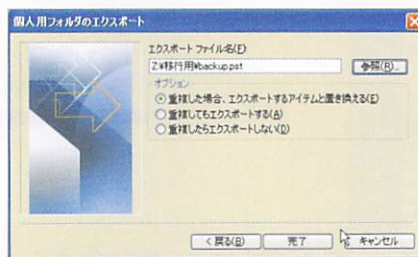 個人用フォルダのエクスポート
エクスポート ファイル名(F):
Z:¥移行用¥backup.pst
参照(R)...
オプション
重複した場合、エクスポートするアイテムと置き換える(E)
重複してもエクスポートする(A)
重複したらエクスポートしない(D)
< 戻る(B)
完了
キャンセル